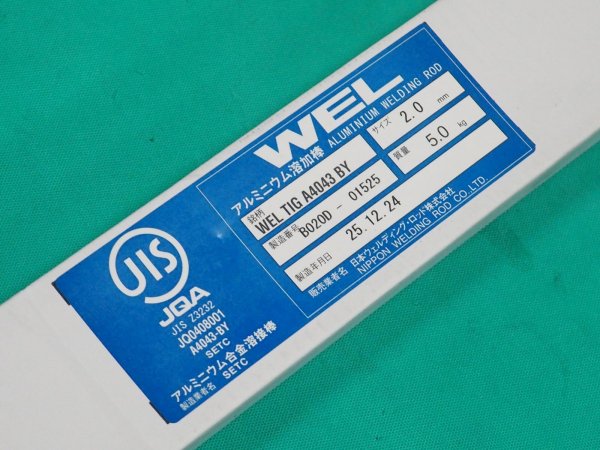 WEL
アルミニウム溶加棒 ALUMINIUM WELDING ROD
銘柄 WEL TIG A4043 BY サイズ 2.0 mm
製造番号 B020D - 01525 質量 5.0 kg
製造年月日 25.12.24
販売業者名 日本ウェルディング・ロッド株式会社
NIPPON WELDING ROD CO.,LTD.
JIS
JQA
JIS Z3232
JQ0408001
A4043-BY
SETC
アルミニウム合金溶接棒
製造業者名 SETC